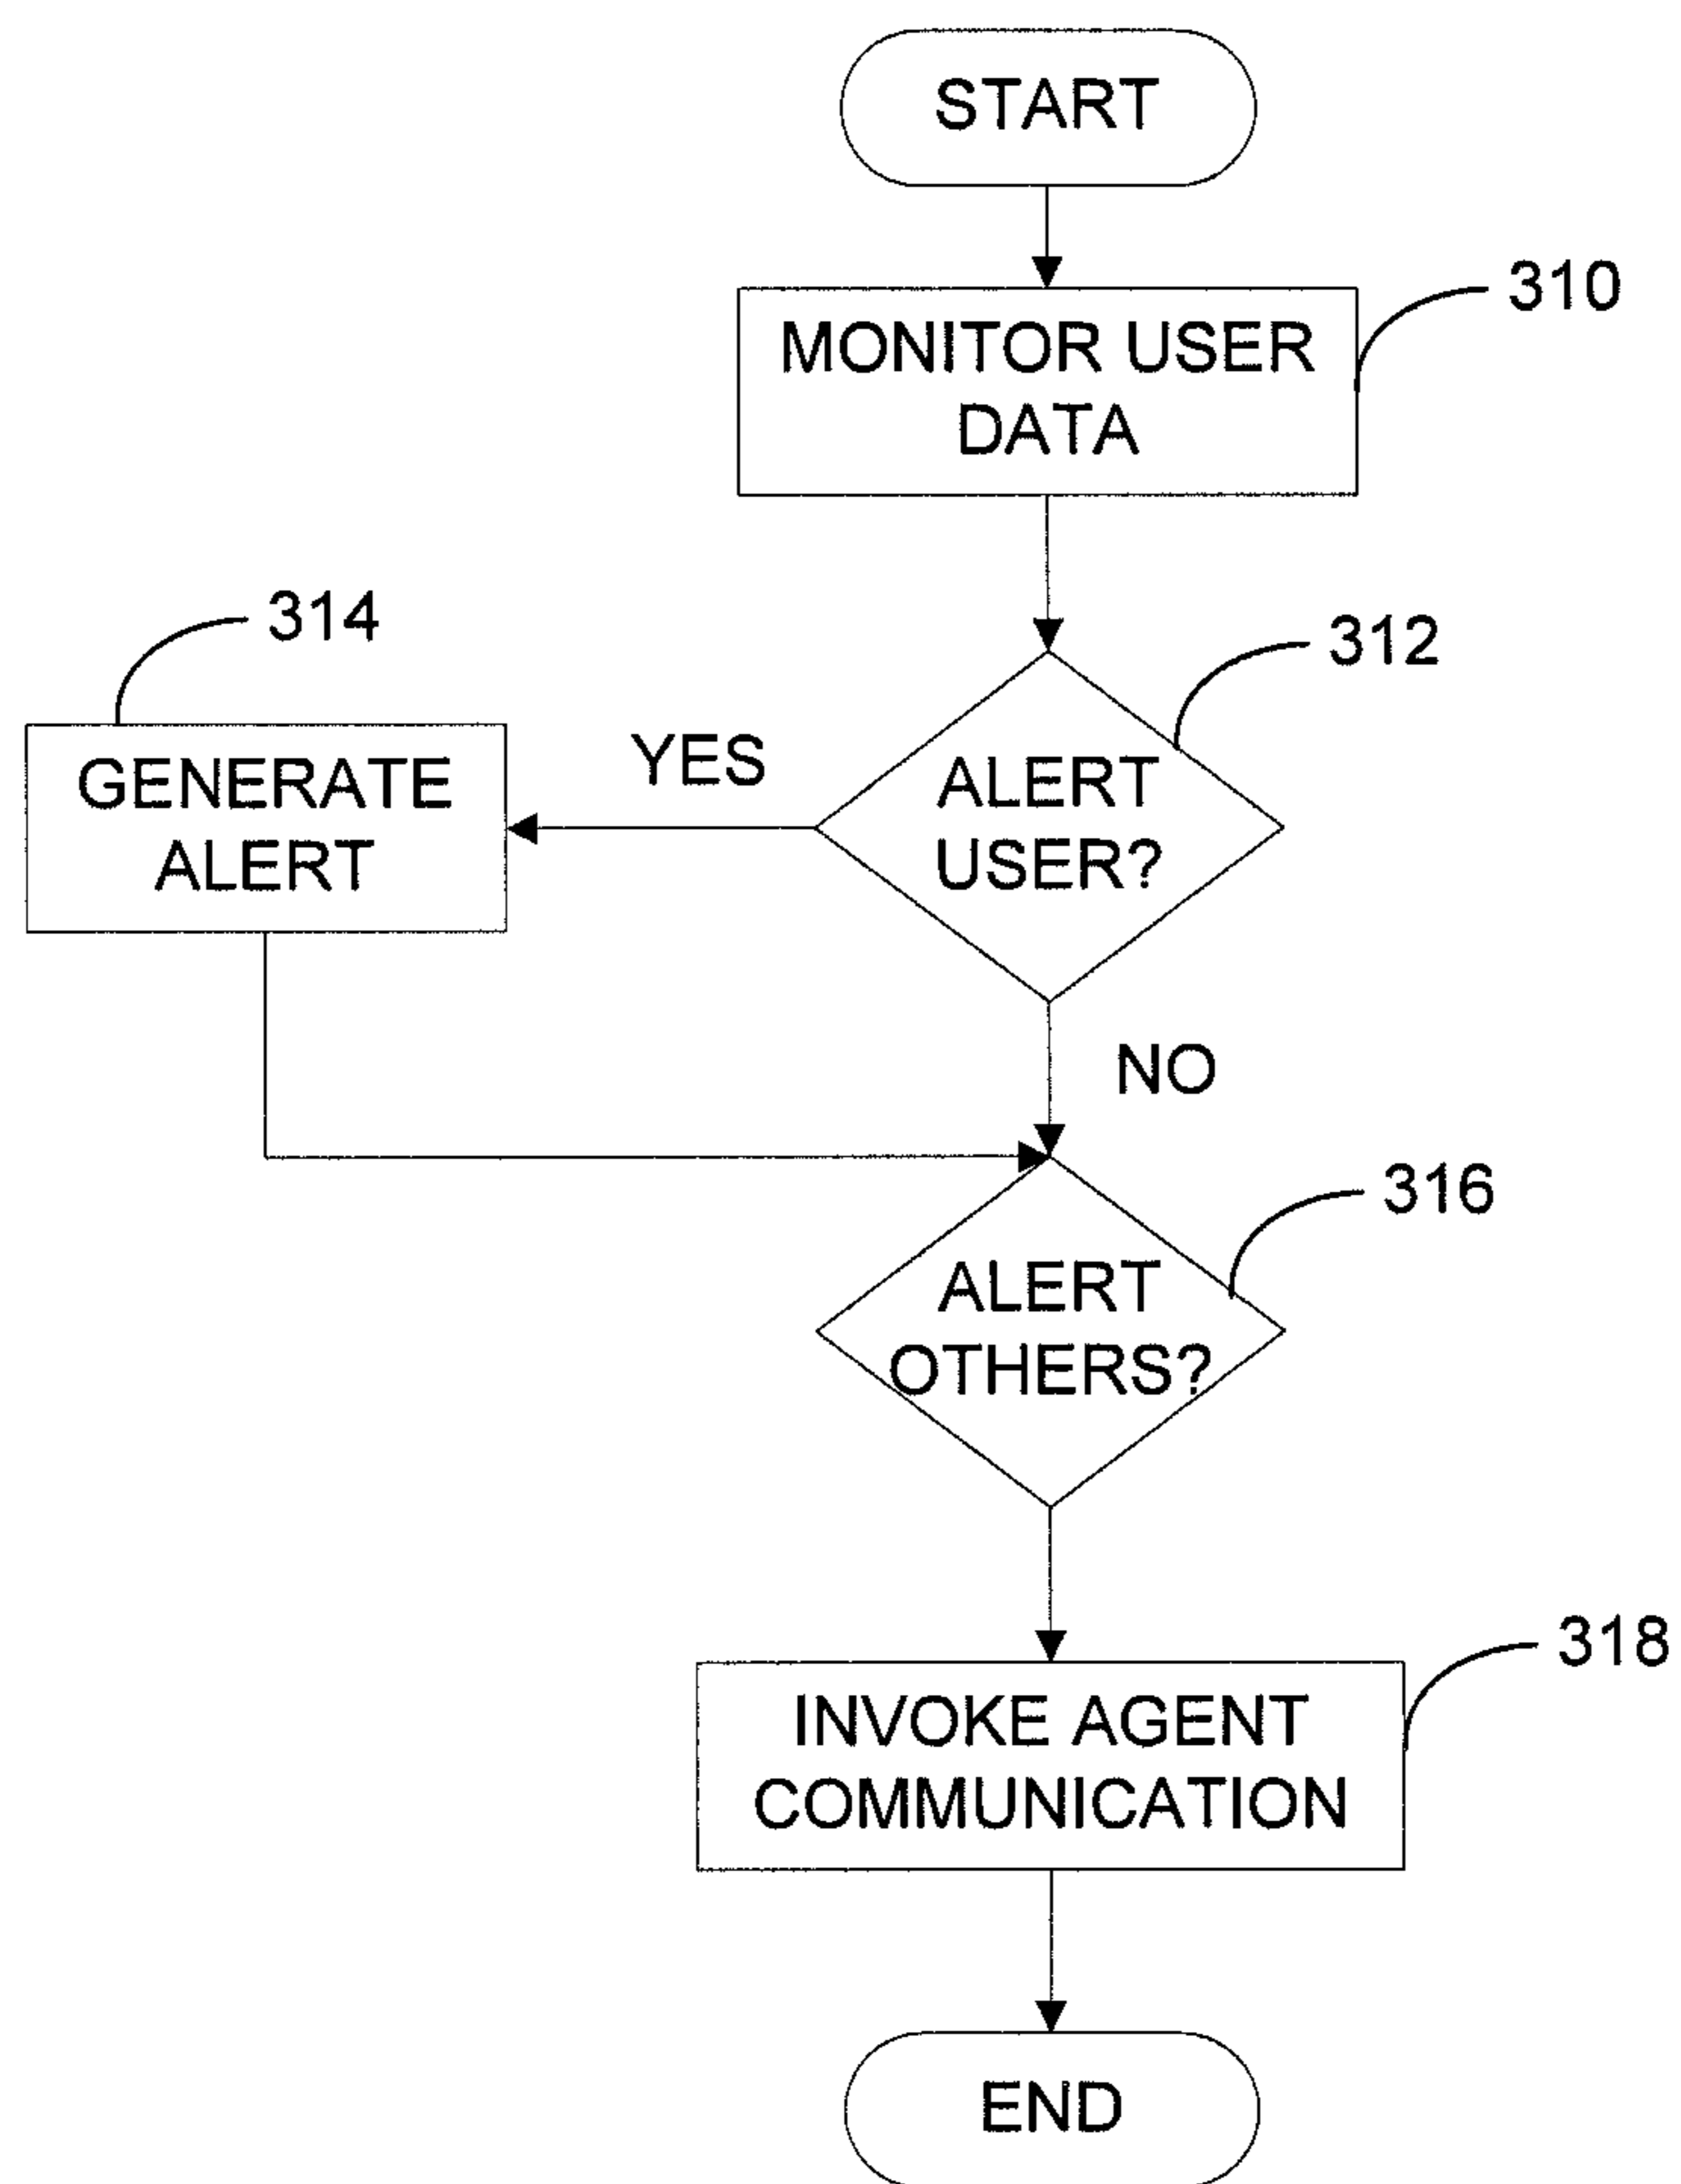 START
310
MONITOR USER
DATA
314
312
YES
GENERATE
ALERT
ALERT
USER?
NO
316
ALERT
OTHERS?
318
INVOKE AGENT
COMMUNICATION
END